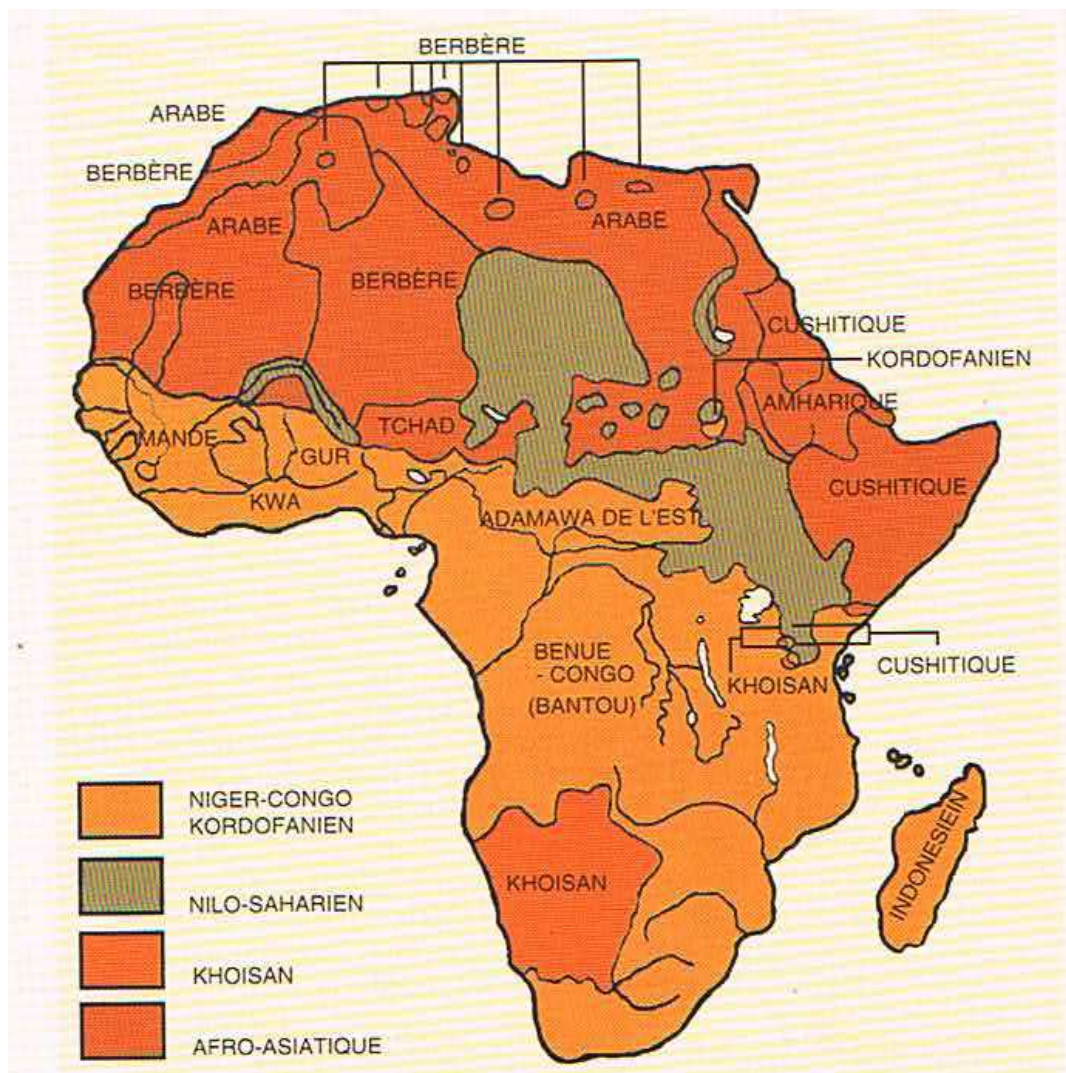 BERBÈRE
ARABE
BERBÈRE
ARABE
ARABE
BERBÈRE
BERBÈRE
CUSHITIQUE
KORDOFANIEN
AMHARIQUE
TCHAD
MANDE
GUR
CUSHITIQUE
KWA
ADAMAWA DE L'EST
BENUE
- CONGO
(BANTOU)
CUSHITIQUE
KHOISAN
NIGER-CONGO
KORDOFANIEN
KHOISAN
INDONESIEIN
NILO-SAHARIEN
KHOISAN
AFRO-ASIATIQUE